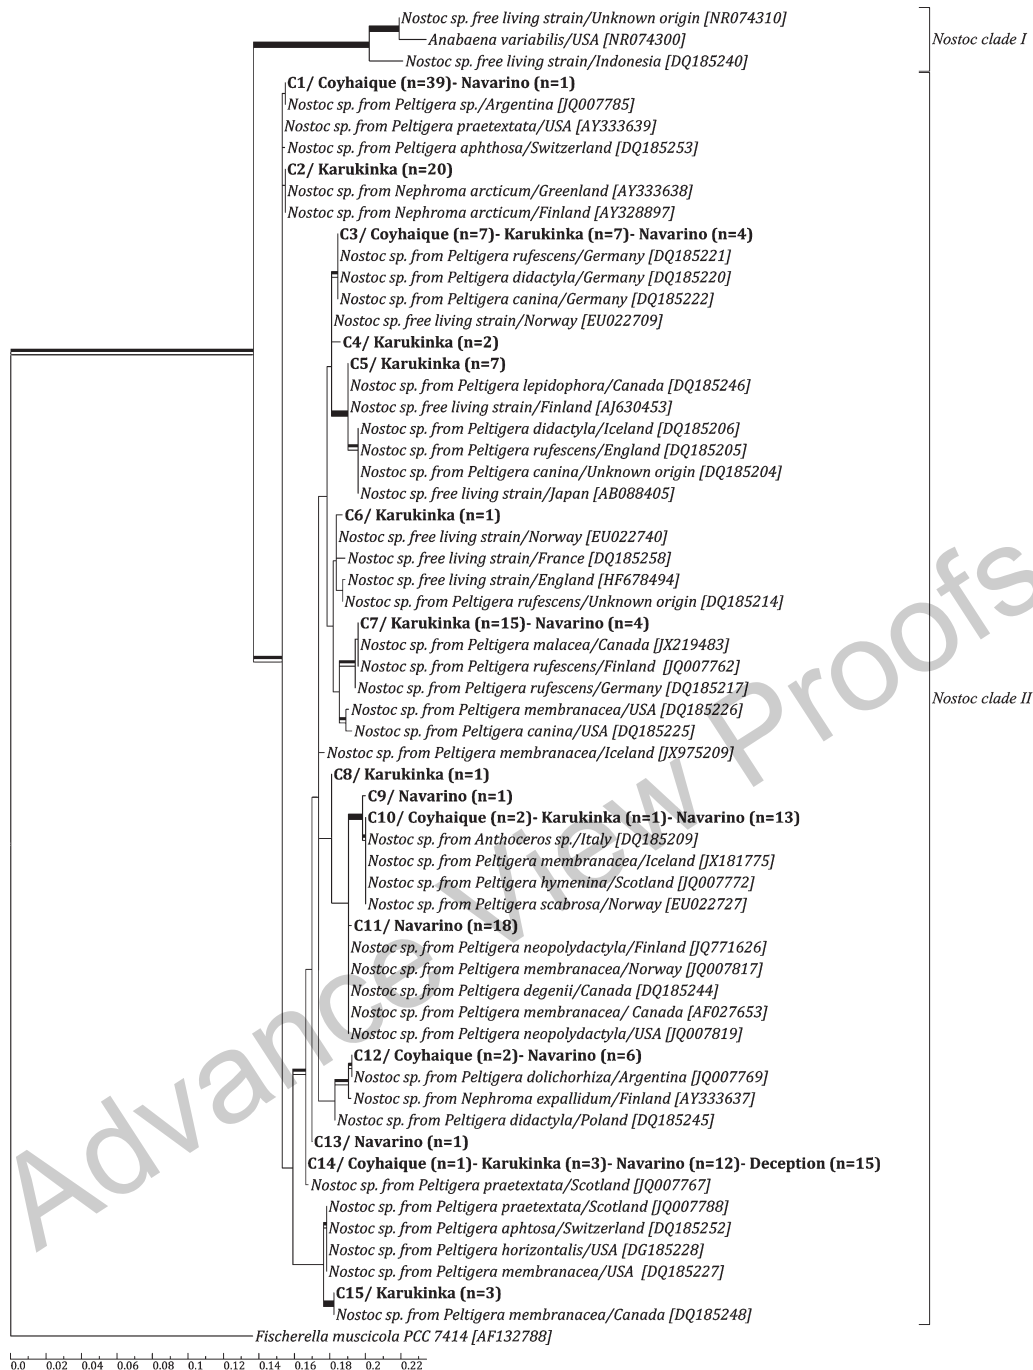 Nostoc sp. free living strain/Unknown origin [NR074310]
Anabaena variabilis/USA [NR074300]
Nostoc clade I
Nostoc sp. free living strain/Indonesia [DQ185240]
C1/ Coyhaique (n=39)- Navarino (n=1)
Nostoc sp. from Peltigera sp./Argentina [JQ007785]
Nostoc sp. from Peltigera praetextata/USA [AY333639]
Nostoc sp. from Peltigera aphthosa/Switzerland [DQ185253]
C2/ Karukinka (n=20)
Nostoc sp. from Nephroma arcticum/Greenland [AY333638]
Nostoc sp. from Nephroma arcticum/Finland [AY328897]
C3/ Coyhaique (n=7)- Karukinka (n=7)- Navarino (n=4)
Nostoc sp. from Peltigera rufescens/Germany [DQ185221]
Nostoc sp. from Peltigera didactyla/Germany [DQ185220]
Nostoc sp. from Peltigera canina/Germany [DQ185222]
Nostoc sp. free living strain/Norway [EU022709]
C4/ Karukinka (n=2)
C5/ Karukinka (n=7)
Nostoc sp. from Peltigera lepidophora/Canada [DQ185246]
Nostoc sp. free living strain/Finland [AJ630453]
Nostoc sp. from Peltigera didactyla/Iceland [DQ185206]
Nostoc sp. from Peltigera rufescens/England [DQ185205]
Nostoc sp. from Peltigera canina/Unknown origin [DQ185204]
Nostoc sp. free living strain/Japan [AB088405]
C6/ Karukinka (n=1)
Nostoc sp. free living strain/Norway [EU022740]
Nostoc sp. free living strain/France [DQ185258]
Nostoc sp. free living strain/England [HF678494]
Nostoc sp. from Peltigera rufescens/Unknown origin [DQ185214]
C7/ Karukinka (n=15)- Navarino (n=4)
Nostoc sp. from Peltigera malacea/Canada [JX219483]
Nostoc sp. from Peltigera rufescens/Finland [JQ007762]
Nostoc sp. from Peltigera rufescens/Germany [DQ185217]
Nostoc clade II
Nostoc sp. from Peltigera membranacea/USA [DQ185226]
Nostoc sp. from Peltigera canina/USA [DQ185225]
Nostoc sp. from Peltigera membranacea/Iceland [JX975209]
C8/ Karukinka (n=1)
C9/ Navarino (n=1)
C10/ Coyhaique (n=2)- Karukinka (n=1)- Navarino (n=13)
Nostoc sp. from Anthoceros sp./Italy [DQ185209]
Nostoc sp. from Peltigera membranacea/Iceland [JX181775]
Nostoc sp. from Peltigera hymenina/Scotland [JQ007772]
Nostoc sp. from Peltigera scabrosa/Norway [EU022727]
C11/ Navarino (n=18)
Nostoc sp. from Peltigera neopolydactyla/Finland [JQ771626]
Nostoc sp. from Peltigera membranacea/Norway [JQ007817]
Nostoc sp. from Peltigera degenii/Canada [DQ185244]
Nostoc sp. from Peltigera membranacea/ Canada [AF027653]
Nostoc sp. from Peltigera neopolydactyla/USA [JQ007819]
C12/ Coyhaique (n=2)- Navarino (n=6)
Nostoc sp. from Peltigera dolichorhiza/Argentina [JQ007769]
Nostoc sp. from Nephroma expallidum/Finland [AY333637]
Nostoc sp. from Peltigera didactyla/Poland [DQ185245]
C13/ Navarino (n=1)
C14/ Coyhaique (n=1)- Karukinka (n=3)- Navarino (n=12)- Deception (n=15)
Nostoc sp. from Peltigera praetextata/Scotland [JQ007767]
Nostoc sp. from Peltigera praetextata/Scotland [JQ007788]
Nostoc sp. from Peltigera aphtosa/Switzerland [DQ185252]
Nostoc sp. from Peltigera horizontalis/USA [DG185228]
Nostoc sp. from Peltigera membranacea/USA [DQ185227]
C15/ Karukinka (n=3)
Nostoc sp. from Peltigera membranacea/Canada [DQ185248]
Fischerella muscicola PCC 7414 [AF132788]
0.0 0.02 0.04 0.06 0.08 0.10 0.12 0.14 0.16 0.18 0.2 0.22
Advance View Proofs